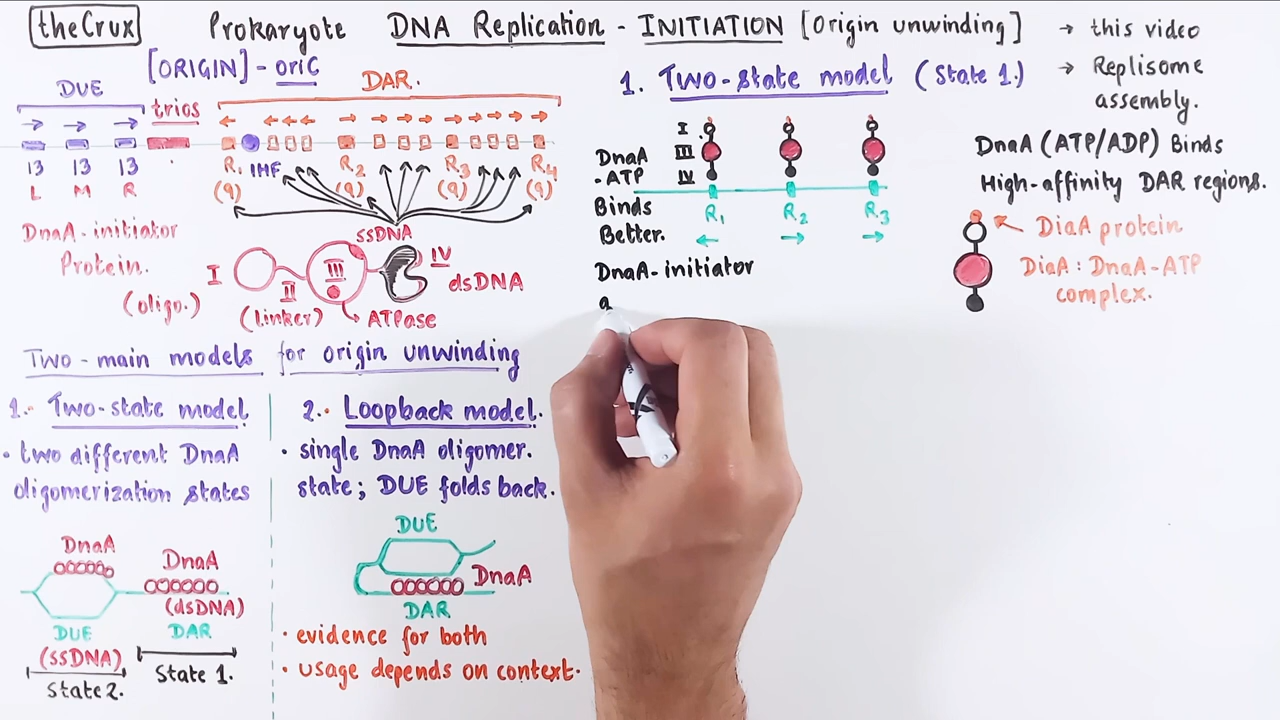 theCrux
Prokaryote DNA Replication - INITIATION [Origin unwinding]
→ this video
→ Replisome
assembly.
[ORIGIN] - oriC
DUE
trios
DAR.
13 13 13
L M R
R1 IHF R2 R3 R4
(9) (9) (9) (9)
DnaA - initiator
Protein.
(oligo.)
ssDNA
I
II
(linker)
III
IV
dsDNA
ATPase
Two - main models for origin unwinding
1. Two-state model
• two different DnaA
oligomerization states
DnaA
DnaA
(dsDNA)
DUE
DAR
(ssDNA)
State 1.
State 2.
2. Loopback model.
• single DnaA oligomer.
state; DUE folds back.
DUE
DnaA
DAR
• evidence for both
• usage depends on context.
1. Two-state model (State 1.)
I
III
IV
DnaA
.ATP
Binds
Better.
R1 R2 R3
DnaA-initiator
a
DnaA (ATP/ADP) Binds
High-affinity DAR regions.
DiaA protein
DiaA : DnaA-ATP
complex.